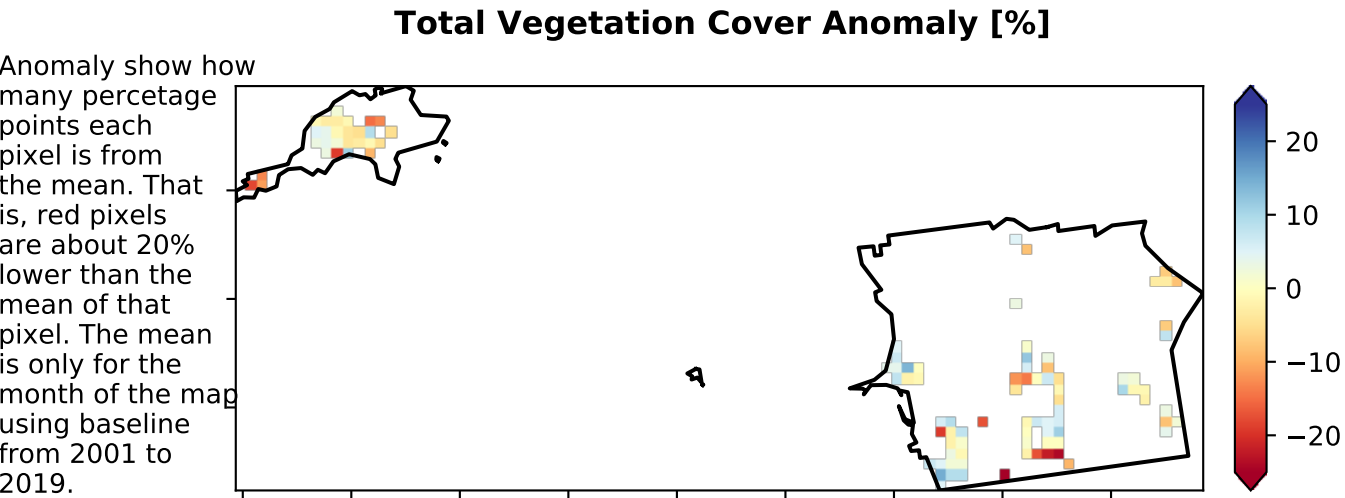 Total Vegetation Cover Anomaly [%]
Anomaly show how
many percetage
points each
pixel is from
the mean. That
is, red pixels
are about 20%
lower than the
mean of that
pixel. The mean
is only for the
month of the map
using baseline
from 2001 to
2019.
20
10
0
−10
−20